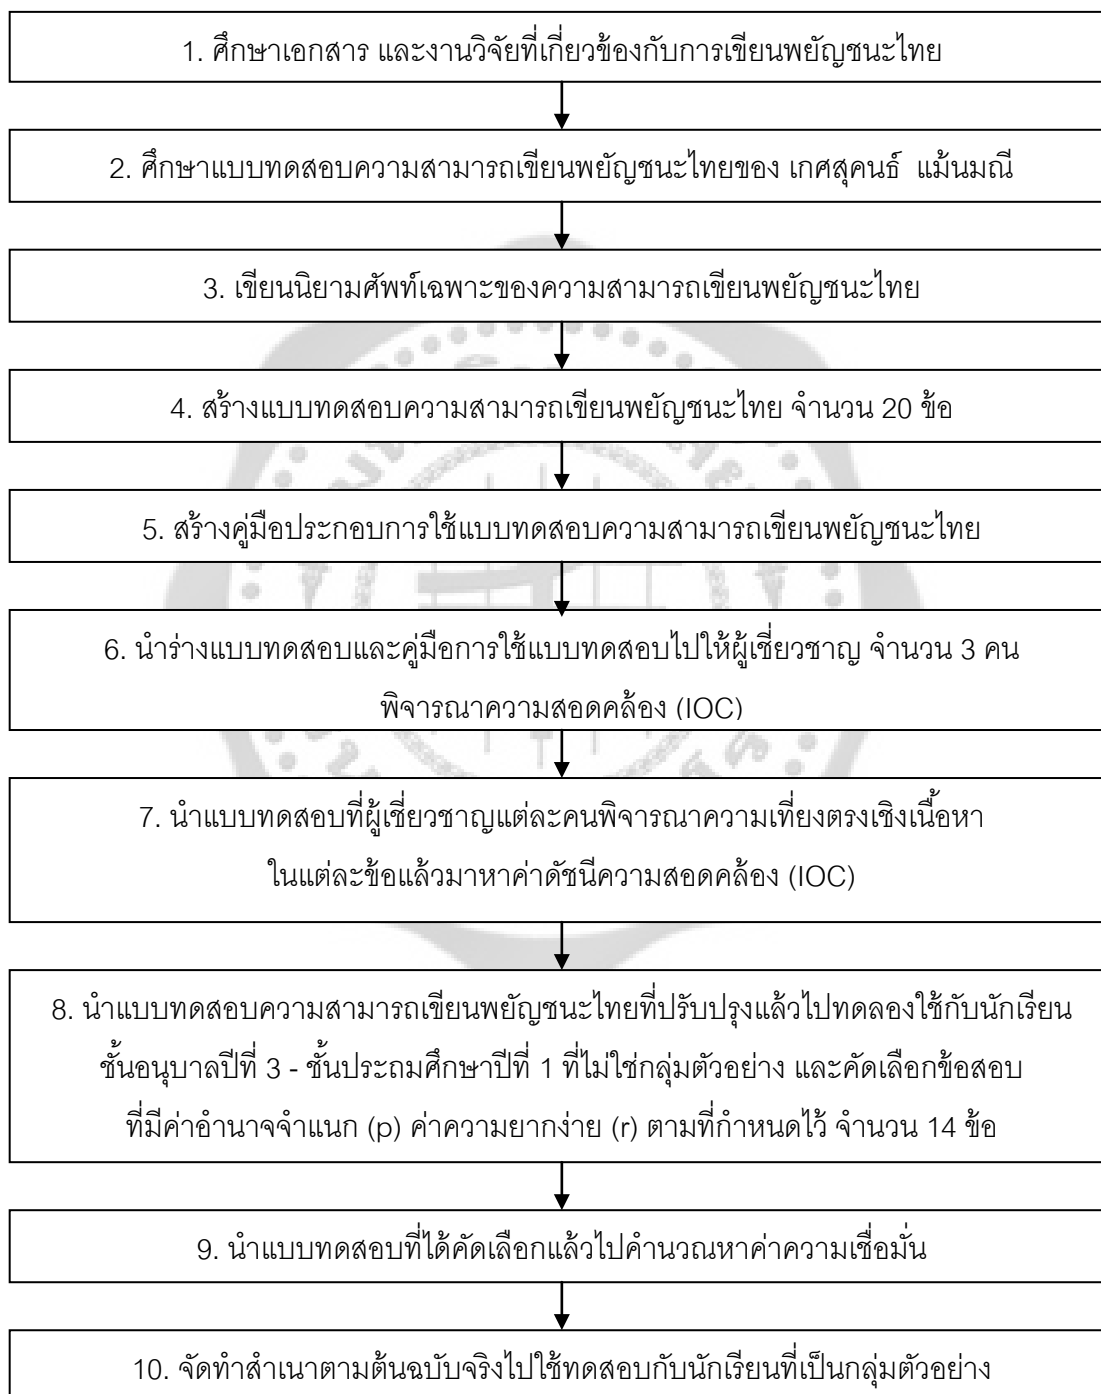 1. ศึกษาเอกสาร และงานวิจัยที่เกี่ยวข้องกับการเขียนพยัญชนะไทย
2. ศึกษาแบบทดสอบความสามารถเขียนพยัญชนะไทยของ เกศสุคนธ์ แม้นมณี
3. เขียนนิยามศัพท์เฉพาะของความสามารถเขียนพยัญชนะไทย
4. สร้างแบบทดสอบความสามารถเขียนพยัญชนะไทย จำนวน 20 ข้อ
5. สร้างคู่มือประกอบการใช้แบบทดสอบความสามารถเขียนพยัญชนะไทย
6. นำร่างแบบทดสอบและคู่มือการใช้แบบทดสอบไปให้ผู้เชี่ยวชาญ จำนวน 3 คน
พิจารณาความสอดคล้อง (IOC)
7. นำแบบทดสอบที่ผู้เชี่ยวชาญแต่ละคนพิจารณาความเที่ยงตรงเชิงเนื้อหา
ในแต่ละข้อแล้วมาหาค่าดัชนีความสอดคล้อง (IOC)
8. นำแบบทดสอบความสามารถเขียนพยัญชนะไทยที่ปรับปรุงแล้วไปทดลองใช้กับนักเรียน
ชั้นอนุบาลปีที่ 3 - ชั้นประถมศึกษาปีที่ 1 ที่ไม่ใช่กลุ่มตัวอย่าง และคัดเลือกข้อสอบ
ที่มีค่าอำนาจจำแนก (p) ค่าความยากง่าย (r) ตามที่กำหนดไว้ จำนวน 14 ข้อ
9. นำแบบทดสอบที่ได้คัดเลือกแล้วไปคำนวณหาค่าความเชื่อมั่น
10. จัดทำสำเนาตามต้นฉบับจริงไปใช้ทดสอบกับนักเรียนที่เป็นกลุ่มตัวอย่าง